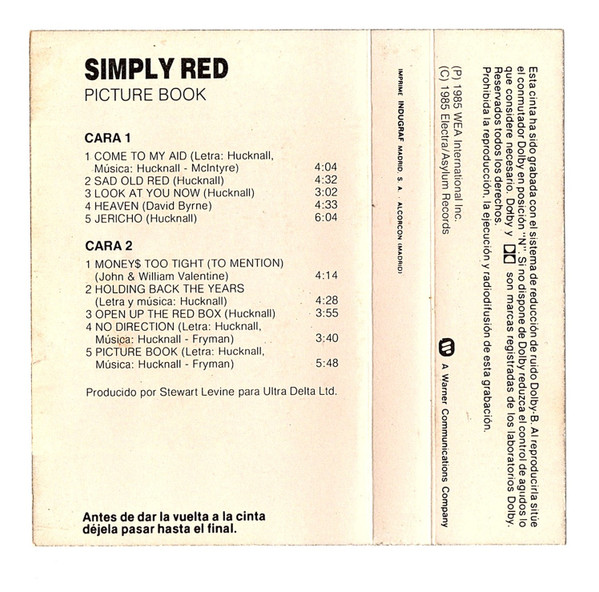 SIMPLY RED
PICTURE BOOK
CARA 1
1 COME TO MY AID (Letra: Hucknall,
Música: Hucknall - McIntyre) 4:04
2 SAD OLD RED (Hucknall) 4:32
3 LOOK AT YOU NOW (Hucknall) 3:02
4 HEAVEN (David Byrne) 4:33
5 JERICHO (Hucknall) 6:04
CARA 2
1 MONEY$ TOO TIGHT (TO MENTION)
(John & William Valentine) 4:14
2 HOLDING BACK THE YEARS
(Letra y música: Hucknall) 4:28
3 OPEN UP THE RED BOX (Hucknall) 3:55
4 NO DIRECTION (Letra: Hucknall,
Música: Hucknall - Fryman) 3:40
5 PICTURE BOOK (Letra: Hucknall,
Música: Hucknall - Fryman) 5:48
Producido por Stewart Levine para Ultra Delta Ltd.
Antes de dar la vuelta a la cinta
déjela pasar hasta el final.
IMPRIME INDUGRAF MADRID, S. A. ALCORCON (MADRID)
(P) 1985 WEA International Inc.
(C) 1985 Electra/Asylum Records
A Warner Communications Company
Esta cinta ha sido grabada con el sistema de reducción de ruido Dolby-B. Al reproducirla sitúe
el conmutador Dolby en posición "N". Si no dispone de Dolby reduzca el control de agudos lo
que considere necesario. Dolby y son marcas registradas de los laboratorios Dolby.
Reservados todos los derechos.
Prohibida la reproducción, la ejecución y radiodifusión de esta grabación.